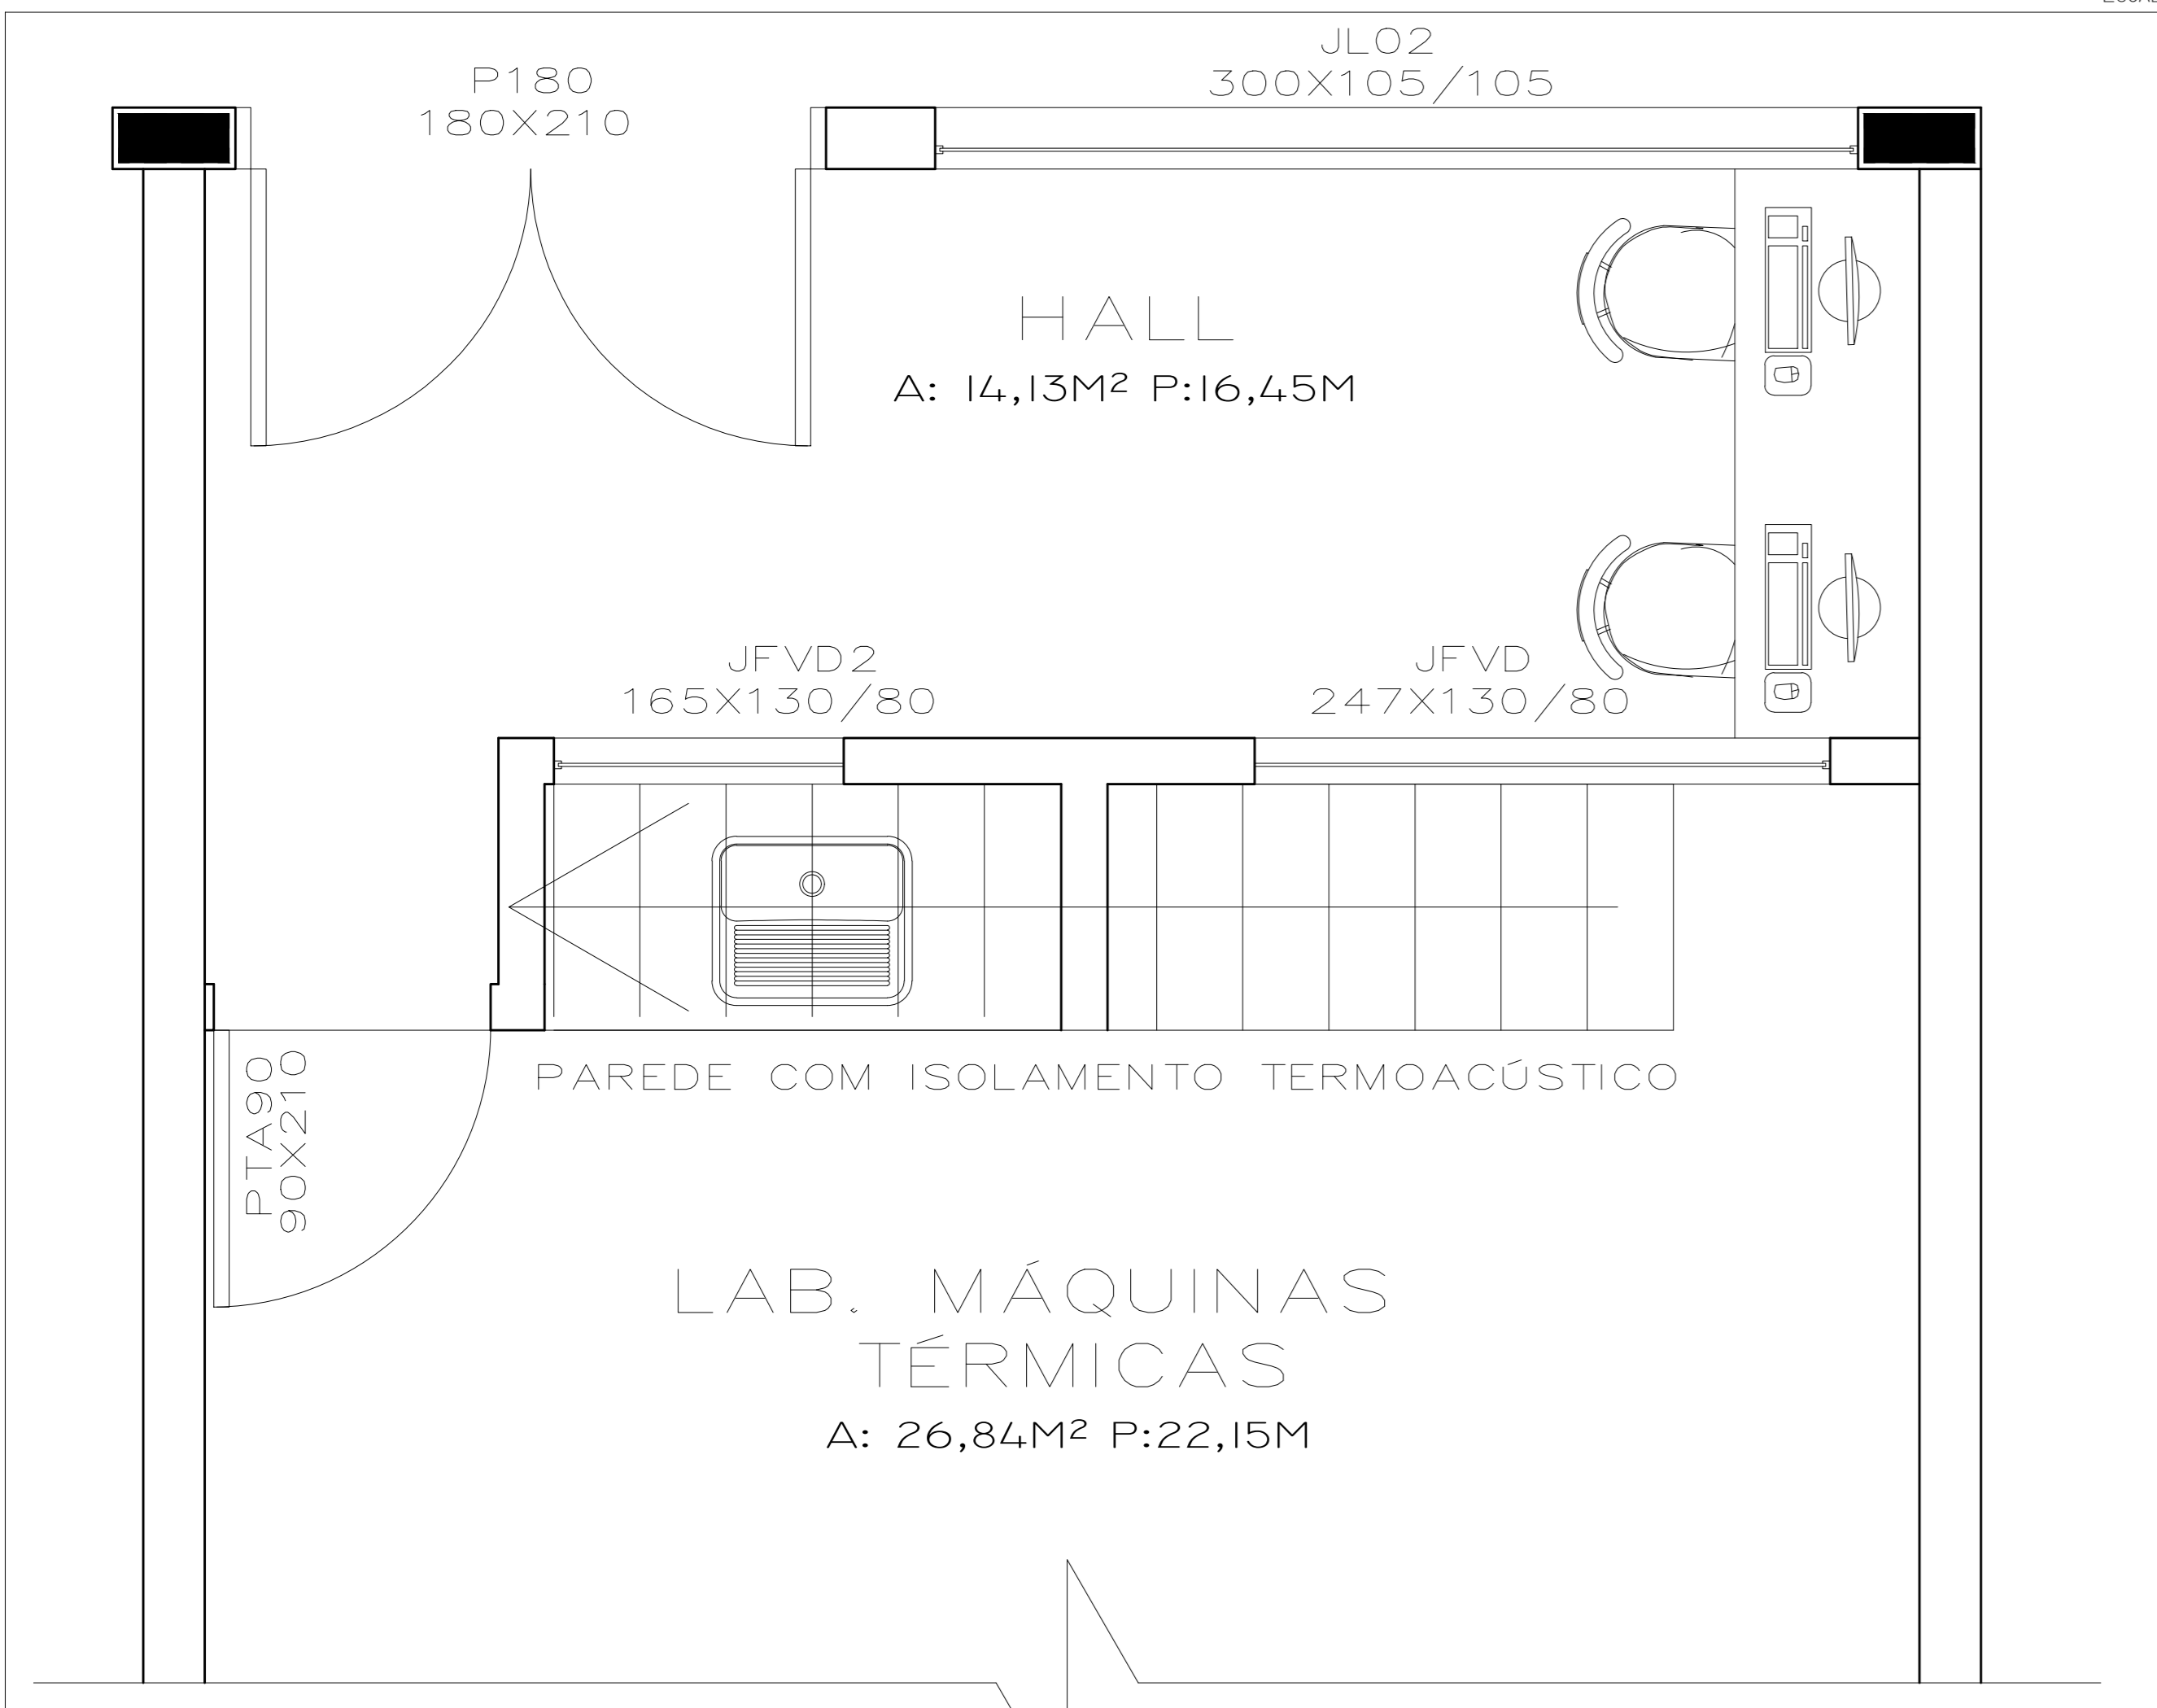 JL02
300X105/105
P180
180X210
HALL
A: 14,13M² P:16,45M
JFVD2
165X130/80
JFVD
247X130/80
PAREDE COM ISOLAMENTO TERMOACÚSTICO
PTA90
90X210
LAB. MÁQUINAS
TÉRMICAS
A: 26,84M² P:22,15M